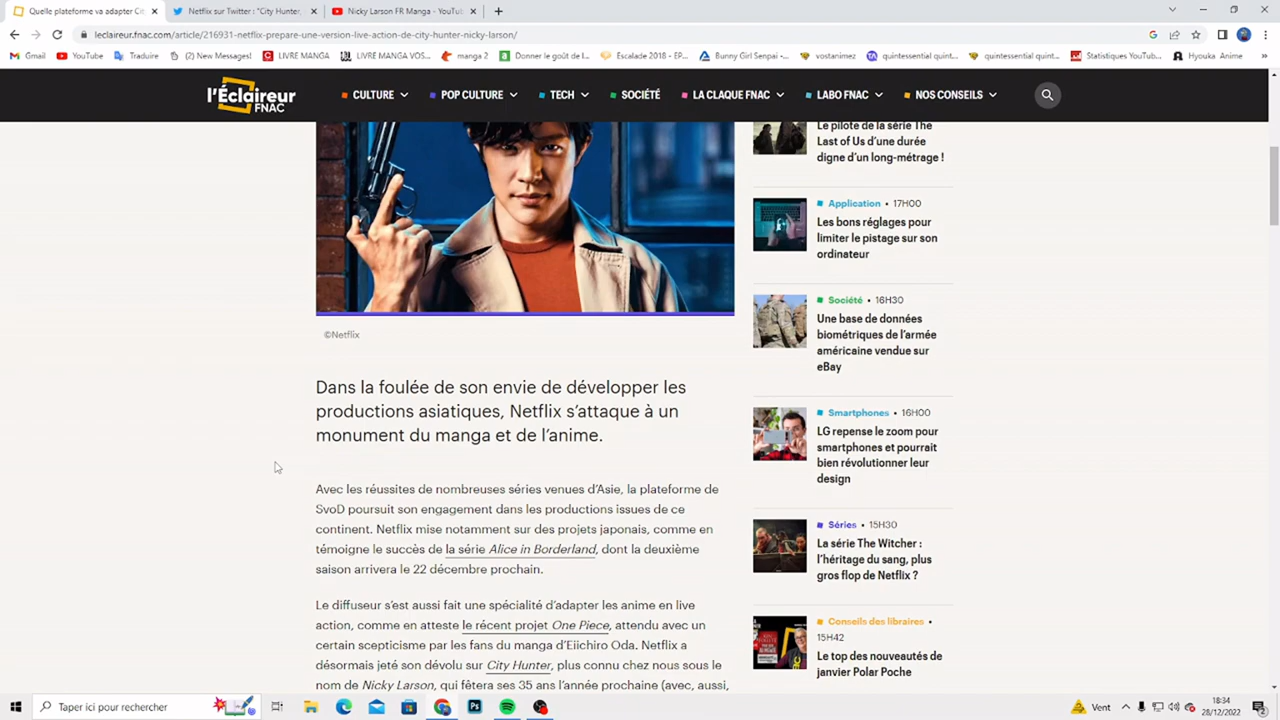 Quelle plateforme va adapter Cit
Netflix sur Twitter : "City Hunter,
Nicky Larson FR Manga - YouTu
leclaireur.fnac.com/article/216931-netflix-prepare-une-version-live-action-de-city-hunter-nicky-larson/
Gmail
YouTube
Traduire
(2) New Messages!
LIVRE MANGA
LIVRE MANGA VOS...
manga 2
Donner le goût de l...
Escalade 2018 - EP...
Bunny Girl Senpai -...
vostanimez
quintessential quint...
quintessential quint...
Statistiques YouTub...
Hyouka Anime
»
l'Éclaireur
FNAC
CULTURE
POP CULTURE
TECH
SOCIÉTÉ
LA CLAQUE FNAC
LABO FNAC
NOS CONSEILS
©Netflix
Dans la foulée de son envie de développer les
productions asiatiques, Netflix s'attaque à un
monument du manga et de l'anime.
Avec les réussites de nombreuses séries venues d'Asie, la plateforme de
SvoD poursuit son engagement dans les productions issues de ce
continent. Netflix mise notamment sur des projets japonais, comme en
témoigne le succès de la série Alice in Borderland, dont la deuxième
saison arrivera le 22 décembre prochain.
Le diffuseur s'est aussi fait une spécialité d'adapter les anime en live
action, comme en atteste le récent projet One Piece, attendu avec un
certain scepticisme par les fans du manga d'Eiichiro Oda. Netflix a
désormais jeté son dévolu sur City Hunter, plus connu chez nous sous le
nom de Nicky Larson, qui fêtera ses 35 ans l'année prochaine (avec, aussi,
Le pilote de la série The
Last of Us d'une durée
digne d'un long-métrage !
Application • 17H00
Les bons réglages pour
limiter le pistage sur son
ordinateur
Société • 16H30
Une base de données
biométriques de l'armée
américaine vendue sur
eBay
Smartphones • 16H00
LG repense le zoom pour
smartphones et pourrait
bien révolutionner leur
design
Séries • 15H30
La série The Witcher :
l'héritage du sang, plus
gros flop de Netflix ?
Conseils des libraires •
15H42
Le top des nouveautés de
janvier Polar Poche
Taper ici pour rechercher
Vent
18:34
28/12/2022